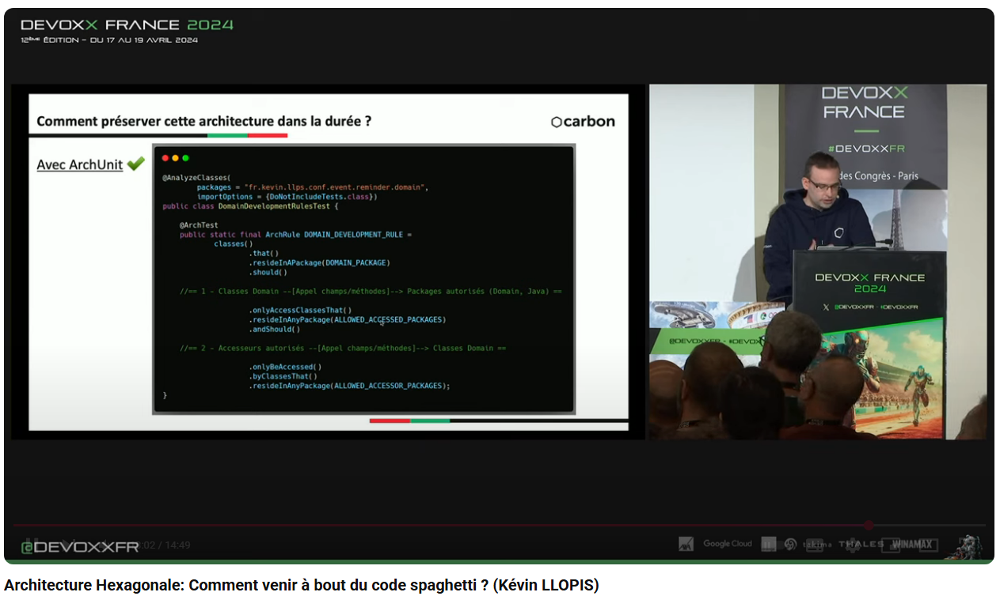 DEVOXX FRANCE 2024
12ÈME ÉDITION - DU 17 AU 19 AVRIL 2024
Comment préserver cette architecture dans la durée ?
carbon
Avec ArchUnit
@AnalyzeClasses(
packages = "fr.kevin.llps.conf.event.reminder.domain",
importOptions = {DoNotIncludeTests.class})
public class DomainDevelopmentRulesTest {
@ArchTest
public static final ArchRule DOMAIN_DEVELOPMENT_RULE =
classes()
.that()
.resideInAPackage(DOMAIN_PACKAGE)
.should()
//== 1 - Classes Domain --[Appel champs/méthodes]--> Packages autorisés (Domain, Java) ==
.onlyAccessClassesThat()
.resideInAnyPackage(ALLOWED_ACCESSED_PACKAGES)
.andShould()
//== 2 - Accesseurs autorisés --[Appel champs/méthodes]--> Classes Domain ==
.onlyBeAccessed()
.byClassesThat()
.resideInAnyPackage(ALLOWED_ACCESSOR_PACKAGES);
}
DEVOXX
FRANCE
#DEVOXXFR
des Congrès - Paris
DEVOXX FRANCE
2024
X @DEVOXXFR - #DEVOXXFR
@DEVOXXFR - #DEVOX
@DEVOXXFR
:02 / 14:49
Google Cloud
takima
THALES
WINAMAX
Architecture Hexagonale: Comment venir à bout du code spaghetti ? (Kévin LLOPIS)